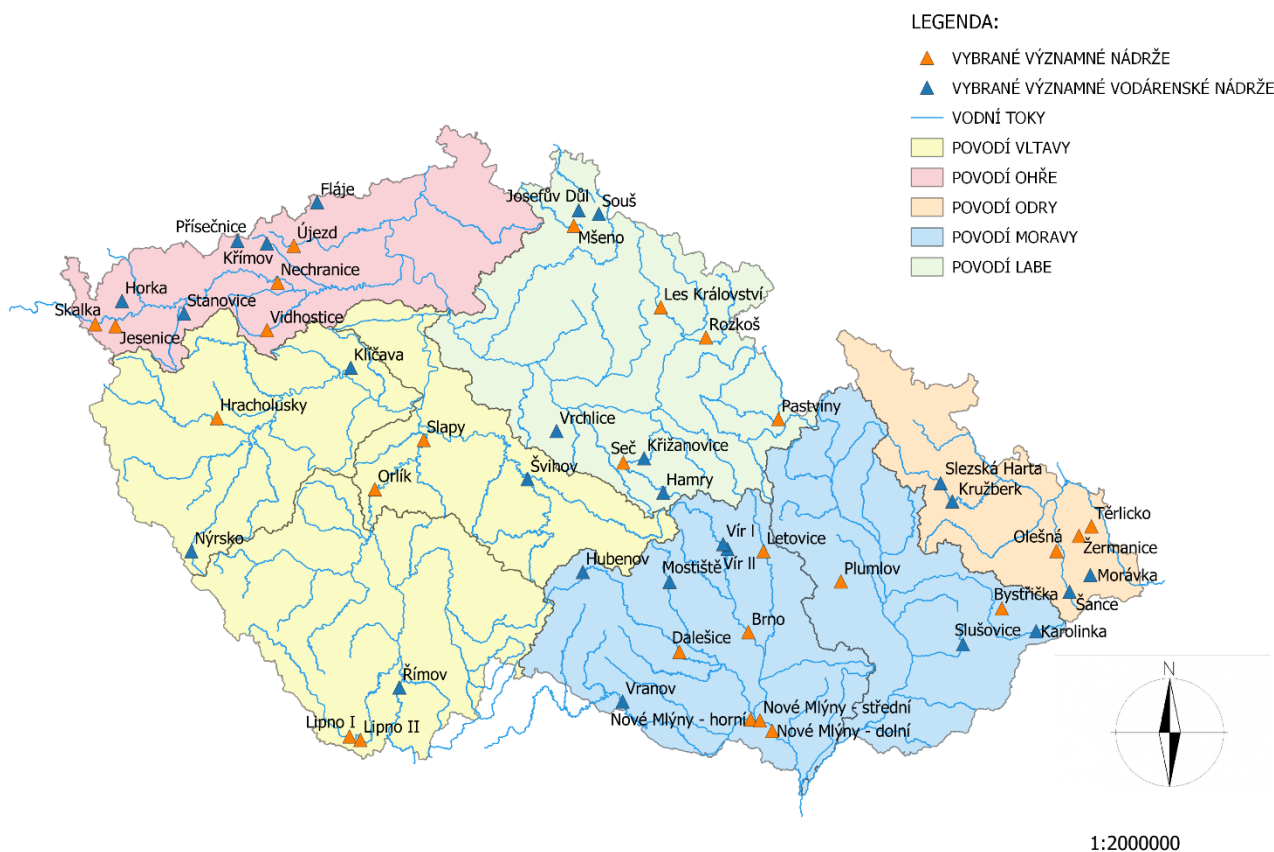 LEGENDA:
VYBRANÉ VÝZNAMNÉ NÁDRŽE
VYBRANÉ VÝZNAMNÉ VODÁRENSKÉ NÁDRŽE
VODNÍ TOKY
POVODÍ VLTAVY
POVODÍ OHŘE
POVODÍ ODRY
POVODÍ MORAVY
POVODÍ LABE
Fláje
Josefův Důl
Souš
Přísečnice
Újezd
Mšeno
Křímov
Nechranice
Horka
Stanovice
Les Království
Skalka
Jesenice
Vidhostice
Rozkoš
Klíčava
Hracholusky
Vrchlice
Pastviny
Slapy
Seč
Křižanovice
Orlík
Švihov
Hamry
Slezská Harta
Kružberk
Těrlicko
Olešná
Žermanice
Nýrsko
Vír I
Letovice
Hubenov
Mostiště
Vír II
Plumlov
Morávka
Bystřička
Šance
Brno
Dalešice
Slušovice
Karolinka
Římov
Vranov
Nové Mlýny - střední
Nové Mlýny - horní
Nové Mlýny - dolní
Lipno I
Lipno II
N
1:2000000